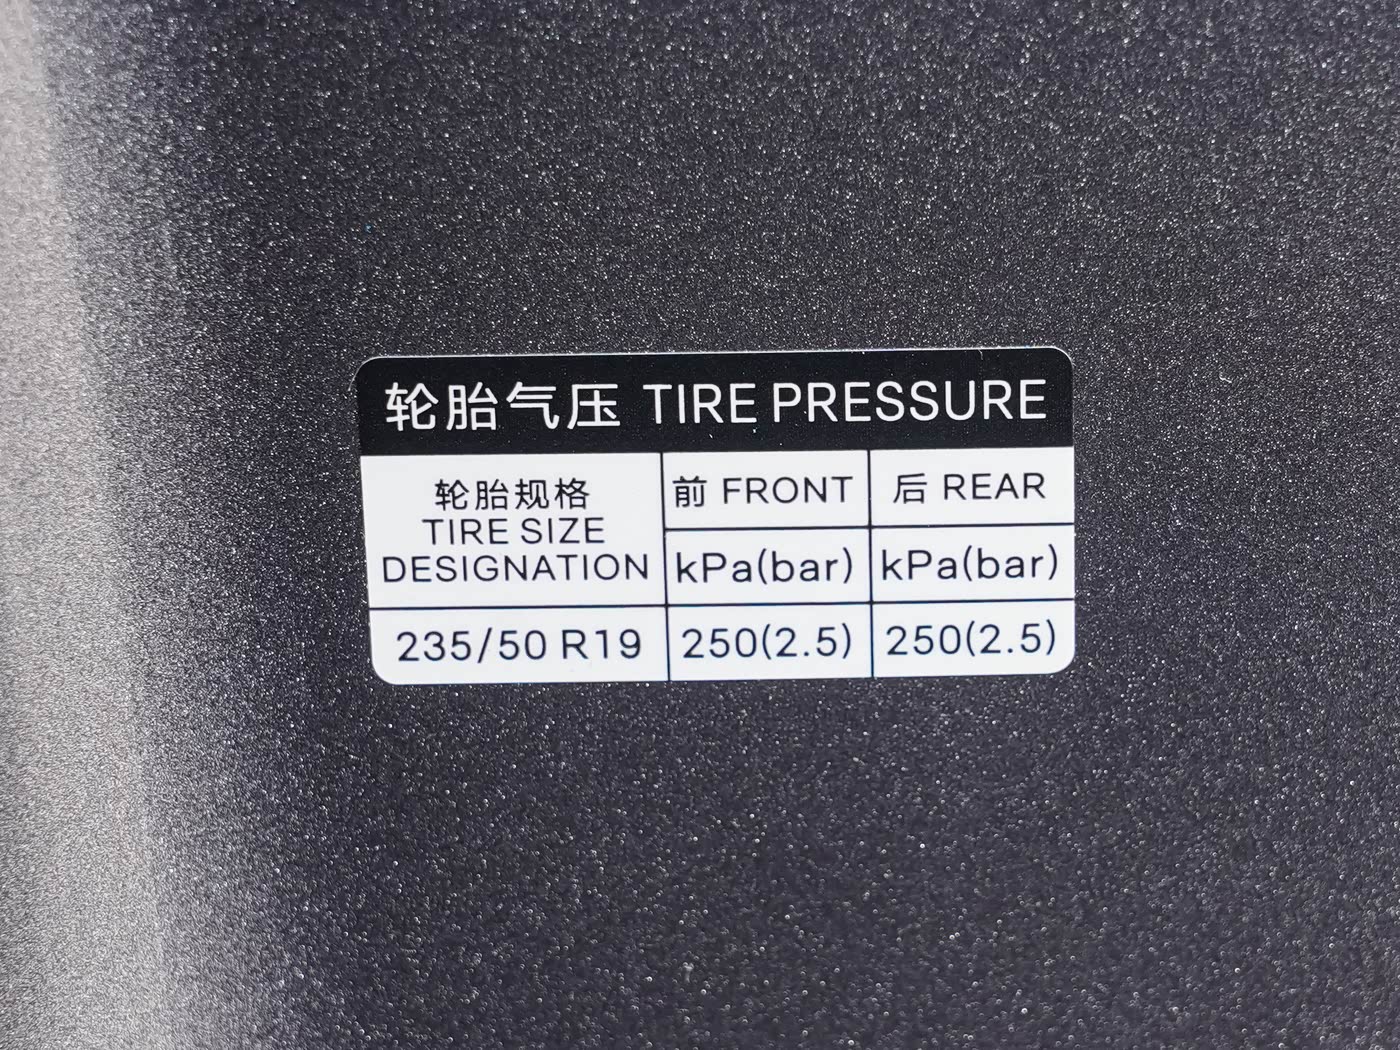 轮胎气压 TIRE PRESSURE
轮胎规格
TIRE SIZE
DESIGNATION
前 FRONT
后 REAR
kPa(bar)
kPa(bar)
235/50 R19
250(2.5)
250(2.5)